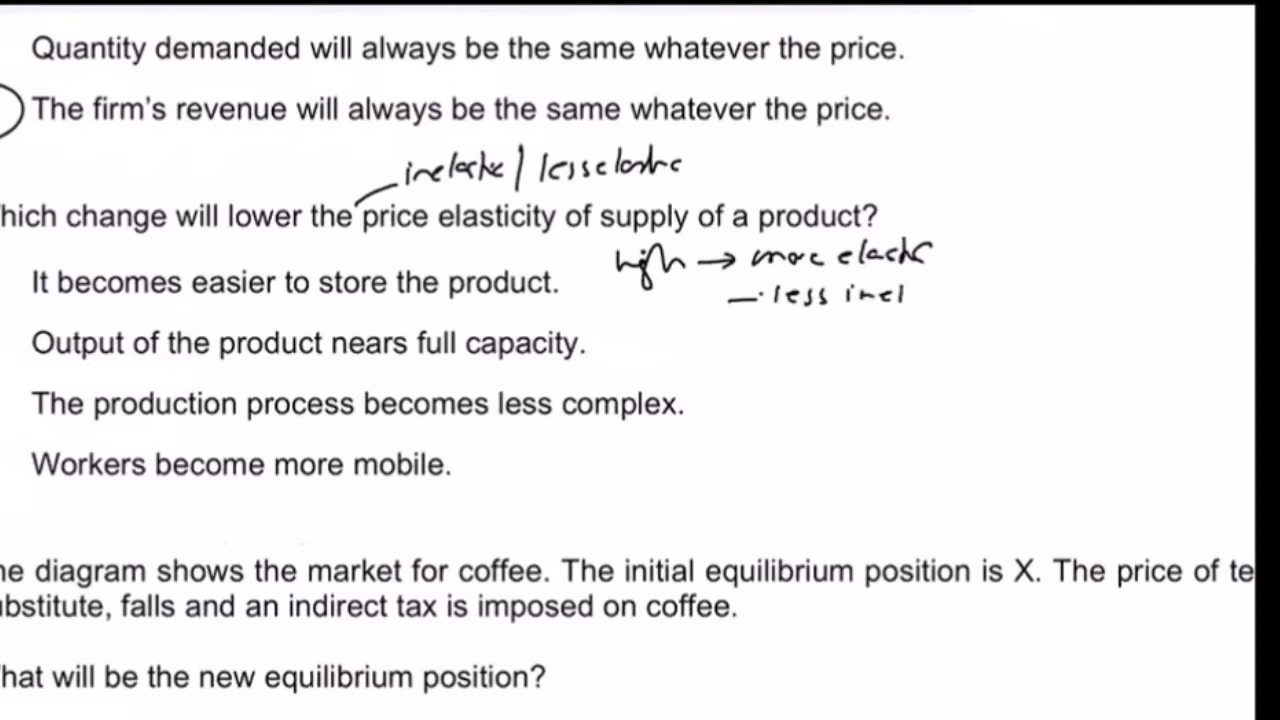 Quantity demanded will always be the same whatever the price.
The firm's revenue will always be the same whatever the price.
/ less elastic
hich change will lower the price elasticity of supply of a product?
high → more elastic
It becomes easier to store the product.
less inel
Output of the product nears full capacity.
The production process becomes less complex.
Workers become more mobile.
ne diagram shows the market for coffee. The initial equilibrium position is X. The price of te
bstitute, falls and an indirect tax is imposed on coffee.
hat will be the new equilibrium position?